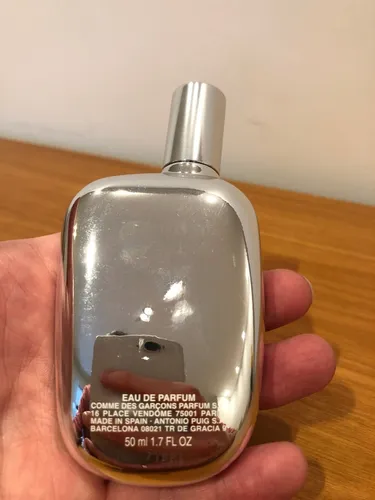 EAU DE PARFUM
COMME DES GARÇONS PARFUM S
16 PLACE VENDÔME 75001 PAR
MADE IN SPAIN - ANTONIO PUIG S.A
BARCELONA 08021 TR DE GRACIA
50 ml 1.7 FL OZ